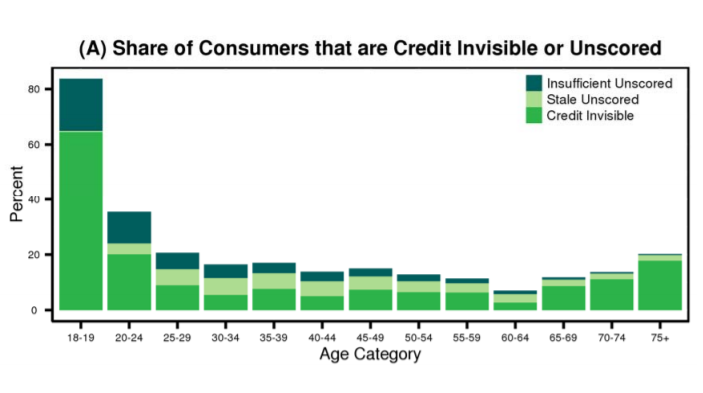 (A) Share of Consumers that are Credit Invisible or Unscored
Insufficient Unscored
Stale Unscored
Credit Invisible
Percent
80
60
40
20
0
18-19 20-24 25-29 30-34 35-39 40-44 45-49 50-54 55-59 60-64 65-69 70-74 75+
Age Category